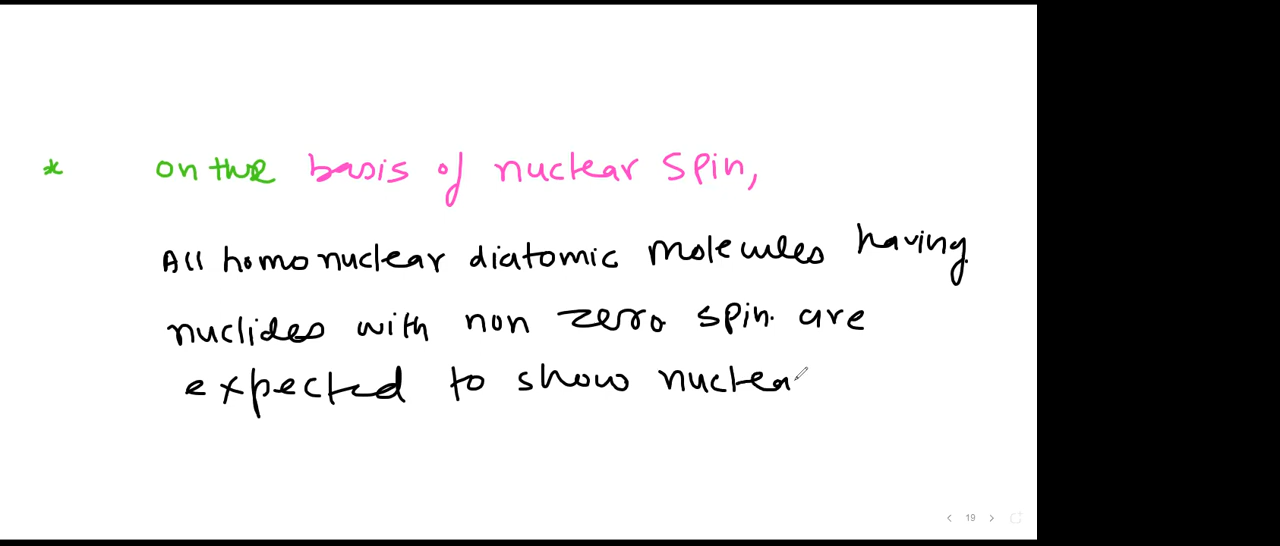 * on the basis of nuclear spin,
All homonuclear diatomic molecules having
nuclides with non zero spin are
expected to show nuclea
< 19 >